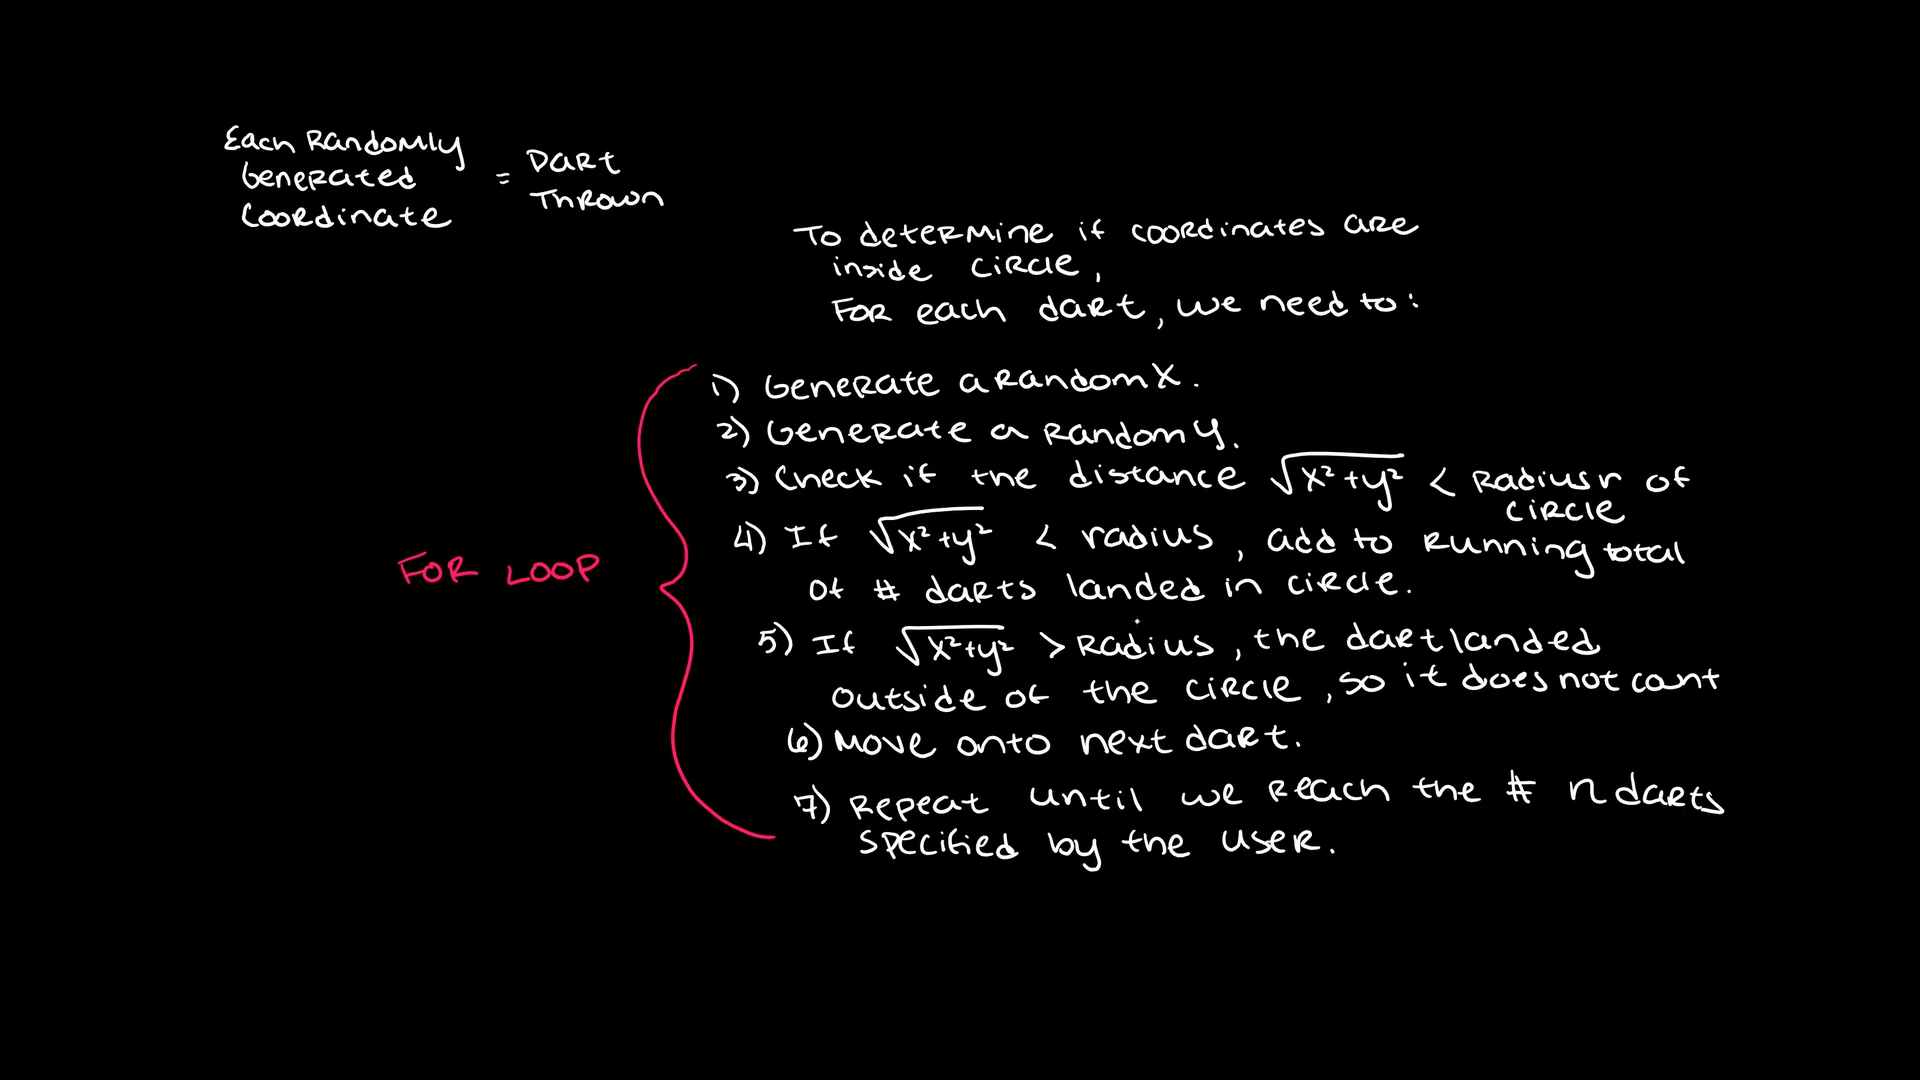 Each Randomly
Generated
Coordinate
= Dart
Thrown
To determine if coordinates are
inside circle,
For each dart, we need to:
1) Generate a random X.
2) Generate a random y.
3) Check if the distance √x²+y² < radius r of
circle
4) If √x²+y² < radius, add to running total
of # darts landed in circle.
5) If √x²+y² > radius, the dart landed
outside of the circle, so it does not cant
6) Move onto next dart.
7) Repeat until we reach the # n darts
specified by the user.
FOR LOOP